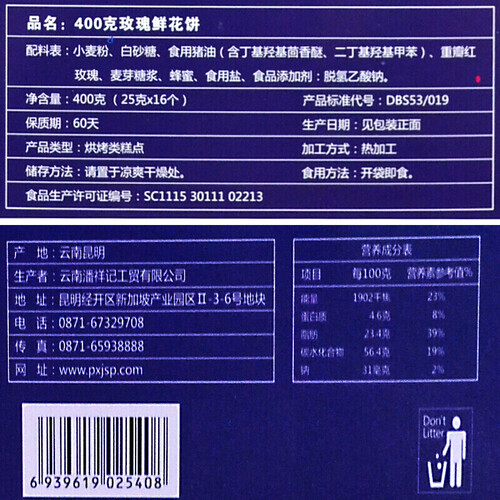 品名：400克玫瑰鲜花饼
配料表：小麦粉、白砂糖、食用猪油（含丁基羟基茴香醚，二丁基羟基甲苯）、重瓣红
玫瑰、麦芽糖浆、蜂蜜、食用盐、食品添加剂：脱氢乙酸钠。
净含量：400克（25克x16个）
产品标准代号：DBS53/019
保质期：60天
生产日期：见包装正面
产品类型：烘烤类糕点
加工方式：热加工
储存方法：请置于凉爽干燥处。
食用方法：开袋即食。
食品生产许可证编号：SC1115 30111 02213
产 地：云南昆明
生产者：云南潘祥记工贸有限公司
地 址：昆明经开区新加坡产业园区Ⅱ-3-6号地块
电 话：0871-67329708
传 真：0871-65938888
网 址：www.pxjsp.com
营养成分表
项目 每100克 营养素参考值%
能量 1902千焦 23%
蛋白质 4.6克 8%
脂肪 23.4克 39%
碳水化合物 56.4克 19%
钠 31毫克 2%
6 939619 025408
Don't
Litter